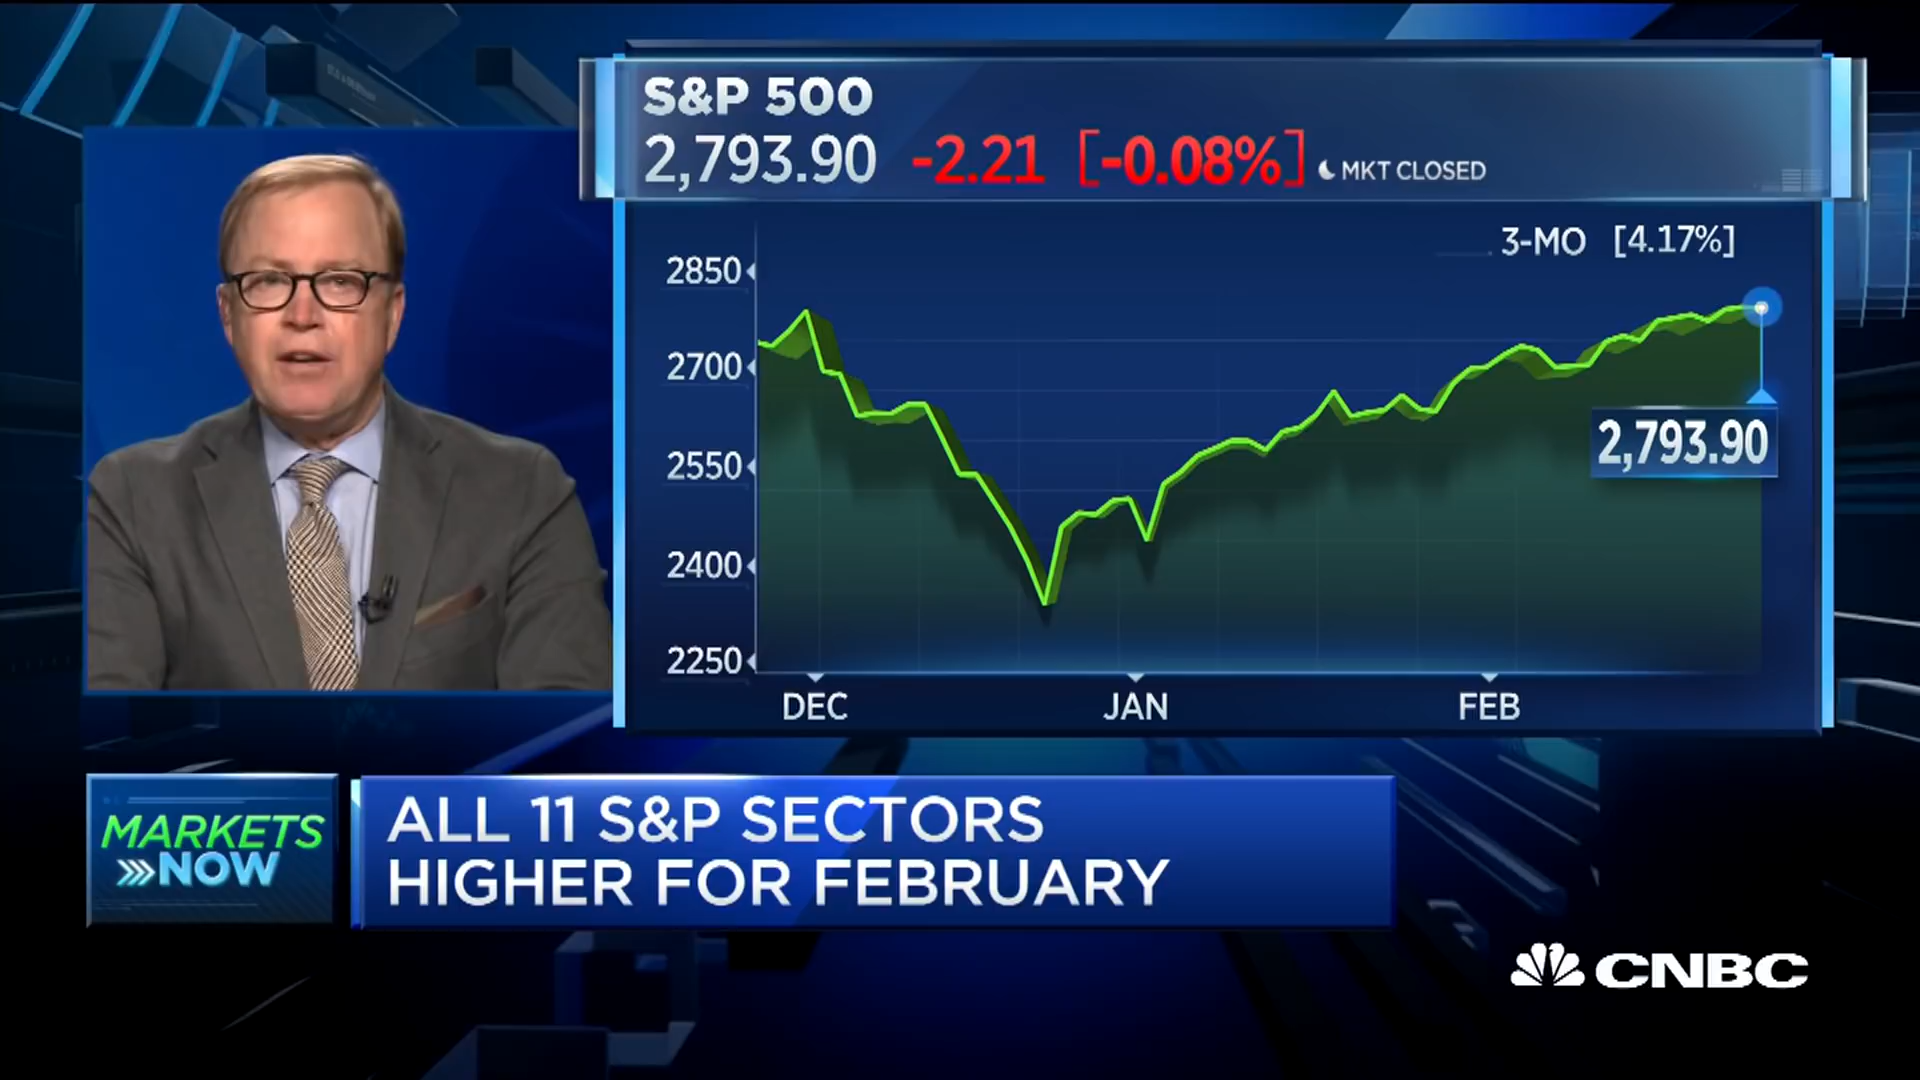 S&P 500
2,793.90 -2.21 [-0.08%] MKT CLOSED
3-MO [4.17%]
2850
2700
2550
2400
2250
2,793.90
DEC JAN FEB
MARKETS
NOW
ALL 11 S&P SECTORS
HIGHER FOR FEBRUARY
CNBC